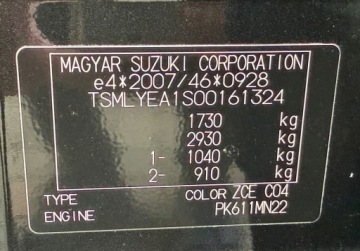 MAGYAR SUZUKI CORPORATION
e4*2007/46*0928
TSMLYEA1S00161324
1730 kg
2930 kg
1- 1040 kg
2- 910 kg
TYPE COLOR ZCE C04
ENGINE PK611MN22